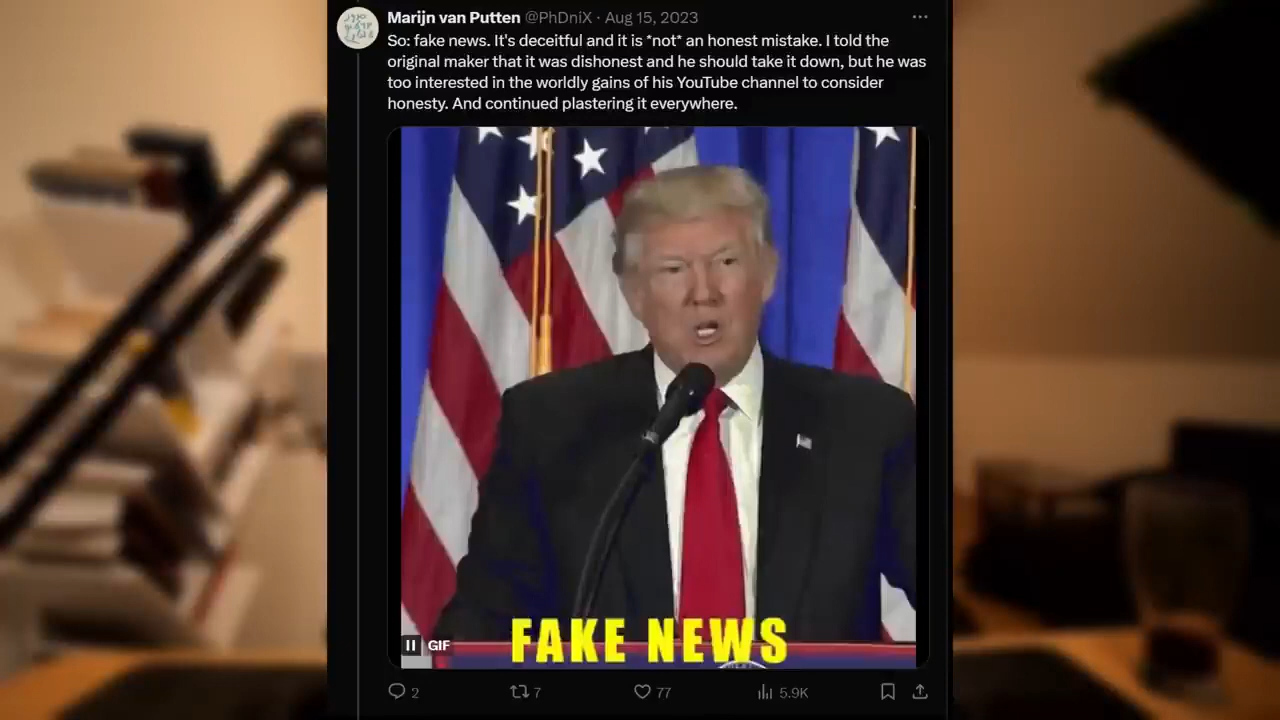 Marijn van Putten @PhDniX · Aug 15, 2023
So: fake news. It's deceitful and it is *not* an honest mistake. I told the
original maker that it was dishonest and he should take it down, but he was
too interested in the worldly gains of his YouTube channel to consider
honesty. And continued plastering it everywhere.
GIF
FAKE NEWS
2 7 77 5.9K